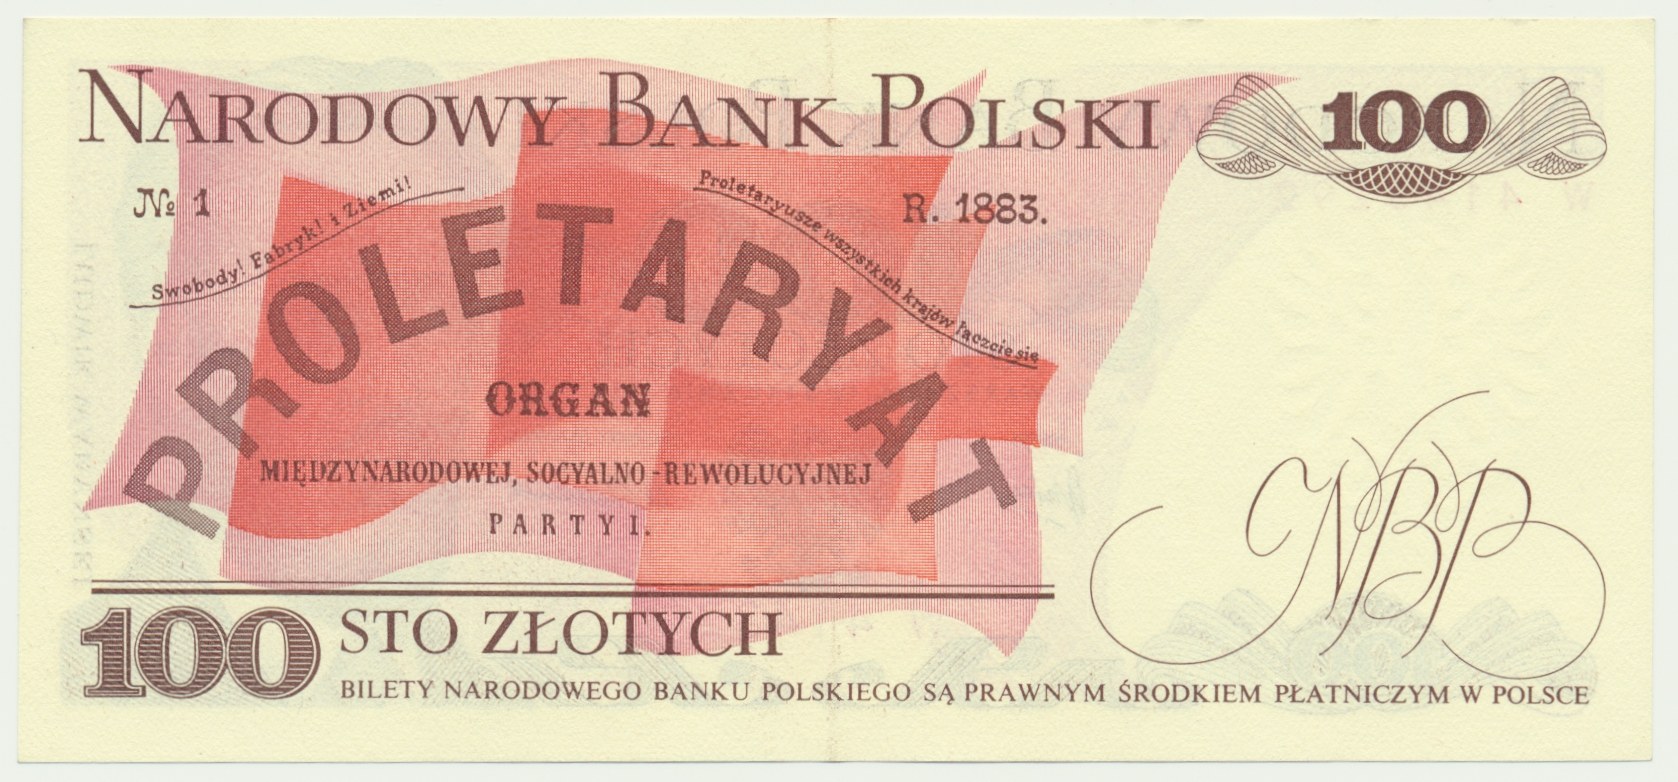 NARODOWY BANK POLSKI
100
№ 1
Swobody! Fabryk! i Ziemi!
Proletaryusze wszystkich krajów łączcie się
R. 1883.
PROLETARYAT
ORGAN
MIĘDZYNARODOWEJ, SOCYALNO-REWOLUCYJNEJ
PARTYI.
NBP
100 STO ZŁOTYCH
BILETY NARODOWEGO BANKU POLSKIEGO SĄ PRAWNYM ŚRODKIEM PŁATNICZYM W POLSCE